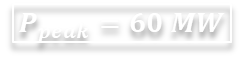 P_peak = 60 MW